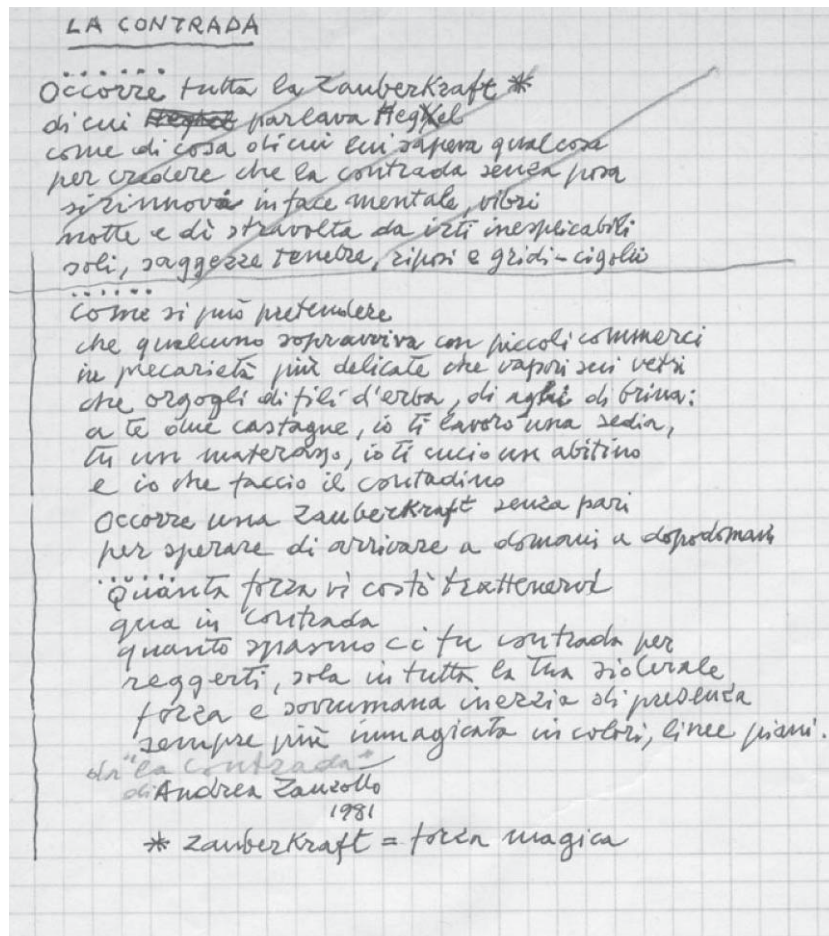 LA CONTRADA
.......
Occorre tutta la Zauberkraft *
di cui parlava Hegel
come di cosa di cui lui sapeva qualcosa
per credere che la contrada senza posa
si rinnova in face mentale, vibri
notte e dì stravolta da irti inesplicabili
soli, saggezze tenebre, riposi e gridi-cigolii
......
Come si può pretendere
che qualcuno sopravviva con piccoli commerci
in precarietà più delicate che vapori sui vetri
che orgogli di fili d'erba, di aghi di brina:
a te due castagne, io ti lavoro una sedia,
tu un materasso, io ti cucio un abitino
e io che faccio il contadino
Occorre una Zauberkraft senza pari
per sperare di arrivare a domani a dopodomani
.......
Quanta forza vi costò trattenervi
qua in contrada
quanto spasimo ci fu contrada per
reggerti, sola in tutta la tua
forza e sovrumana inerzia di presenza
sempre più immagicata in colori, linee piani.
da "la contrada"
di Andrea Zanzotto
1981
* Zauberkraft = forza magica